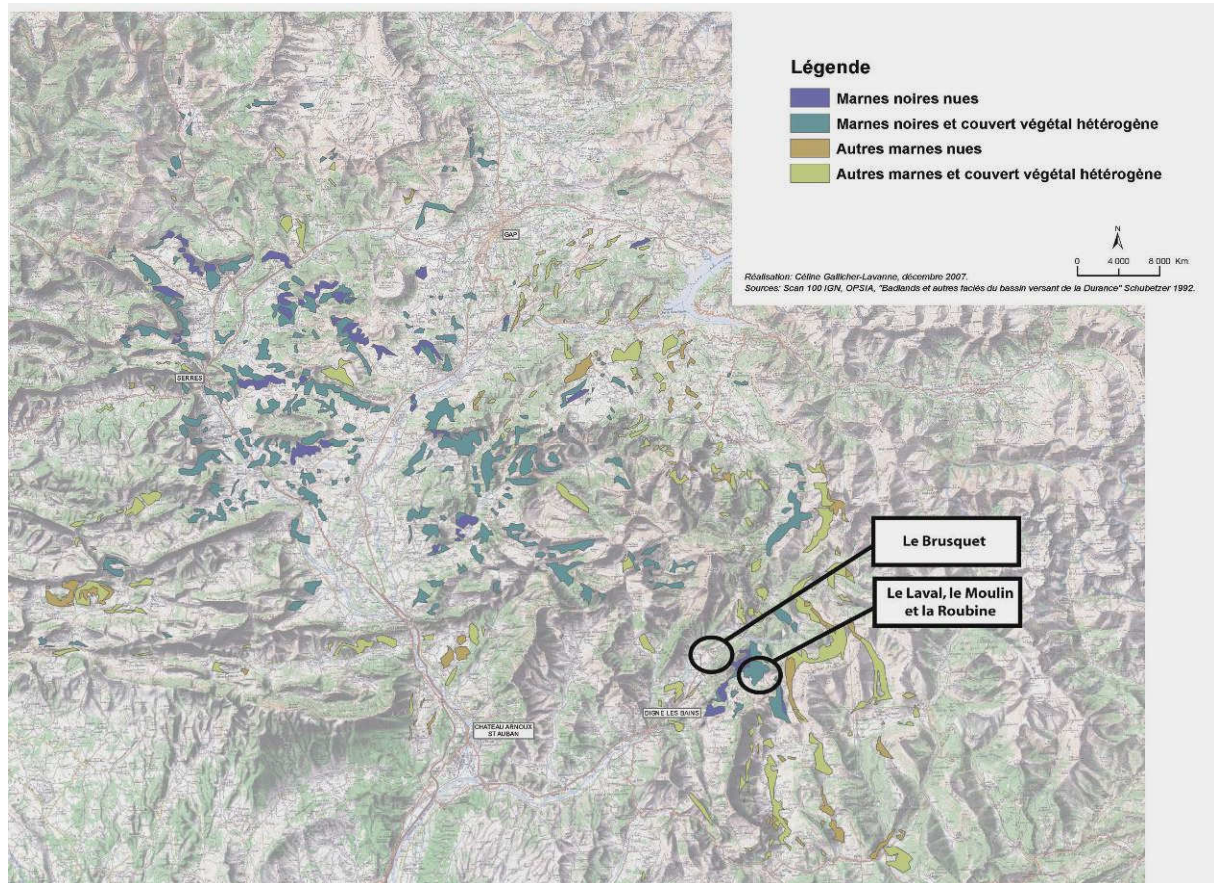 Légende
Marnes noires nues
Marnes noires et couvert végétal hétérogène
Autres marnes nues
Autres marnes et couvert végétal hétérogène
N
0 4 000 8 000 Km
Réalisation: Céline Gallicher-Lavanne, décembre 2007.
Sources: Scan 100 IGN, OPSIA, "Badlands et autres faciés du bassin versant de la Durance" Schubetzer 1992.
GAP
SERRES
Le Brusquet
Le Laval, le Moulin
et la Roubine
DIGNE LES BAINS
CHATEAU ARNOUX
ST AUBAN